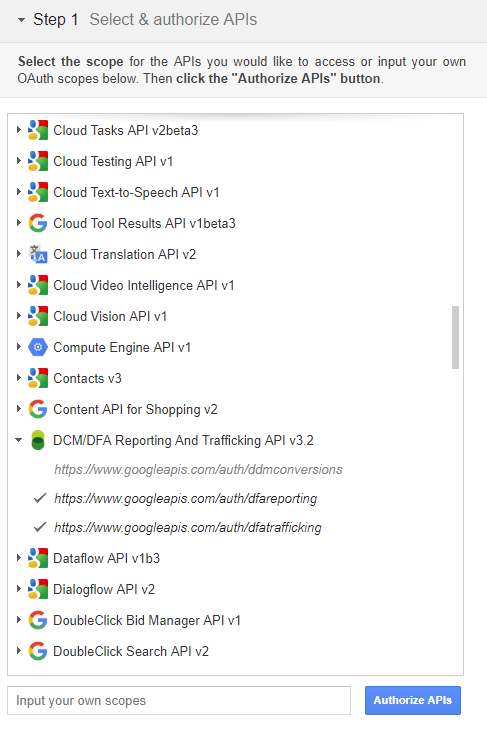 Step 1 Select & authorize APIs
Select the scope for the APIs you would like to access or input your own
OAuth scopes below. Then click the "Authorize APIs" button.
Cloud Tasks API v2beta3
Cloud Testing API v1
Cloud Text-to-Speech API v1
Cloud Tool Results API v1beta3
Cloud Translation API v2
Cloud Video Intelligence API v1
Cloud Vision API v1
Compute Engine API v1
Contacts v3
Content API for Shopping v2
DCM/DFA Reporting And Trafficking API v3.2
https://www.googleapis.com/auth/ddmconversions
https://www.googleapis.com/auth/dfareporting
https://www.googleapis.com/auth/dfatrafficking
Dataflow API v1b3
Dialogflow API v2
DoubleClick Bid Manager API v1
DoubleClick Search API v2
Input your own scopes Authorize APIs